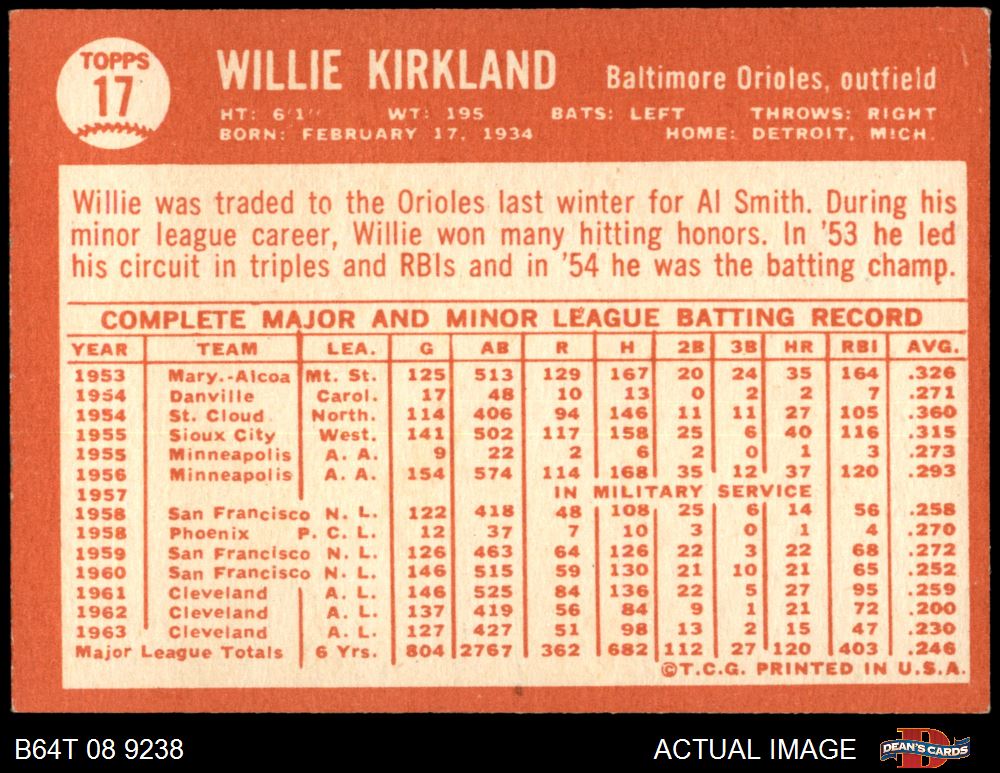 TOPPS
17
WILLIE KIRKLAND Baltimore Orioles, outfield
HT: 6'1" WT: 195 BATS: LEFT THROWS: RIGHT
BORN: FEBRUARY 17, 1934 HOME: DETROIT, MICH.
Willie was traded to the Orioles last winter for Al Smith. During his
minor league career, Willie won many hitting honors. In '53 he led
his circuit in triples and RBIs and in '54 he was the batting champ.
COMPLETE MAJOR AND MINOR LEAGUE BATTING RECORD
YEAR TEAM LEA. G AB R H 2B 3B HR RBI AVG.
1953 Mary.-Alcoa Mt. St. 125 513 129 167 20 24 35 164 .326
1954 Danville Carol. 17 48 10 13 0 2 2 7 .271
1954 St. Cloud North. 114 406 94 146 11 11 27 105 .360
1955 Sioux City West. 141 502 117 158 25 6 40 116 .315
1955 Minneapolis A. A. 9 22 2 6 2 0 1 3 .273
1956 Minneapolis A. A. 154 574 114 168 35 12 37 120 .293
1957 IN MILITARY SERVICE
1958 San Francisco N. L. 122 418 48 108 25 6 14 56 .258
1958 Phoenix P. C. L. 12 37 7 10 3 0 1 4 .270
1959 San Francisco N. L. 126 463 64 126 22 3 22 68 .272
1960 San Francisco N. L. 146 515 59 130 21 10 21 65 .252
1961 Cleveland A. L. 146 525 84 136 22 5 27 95 .259
1962 Cleveland A. L. 137 419 56 84 9 1 21 72 .200
1963 Cleveland A. L. 127 427 51 98 13 2 15 47 .230
Major League Totals 6 Yrs. 804 2767 362 682 112 27 120 403 .246
©T.C.G. PRINTED IN U.S.A.
B64T 08 9238 ACTUAL IMAGE DEAN'S CARDS